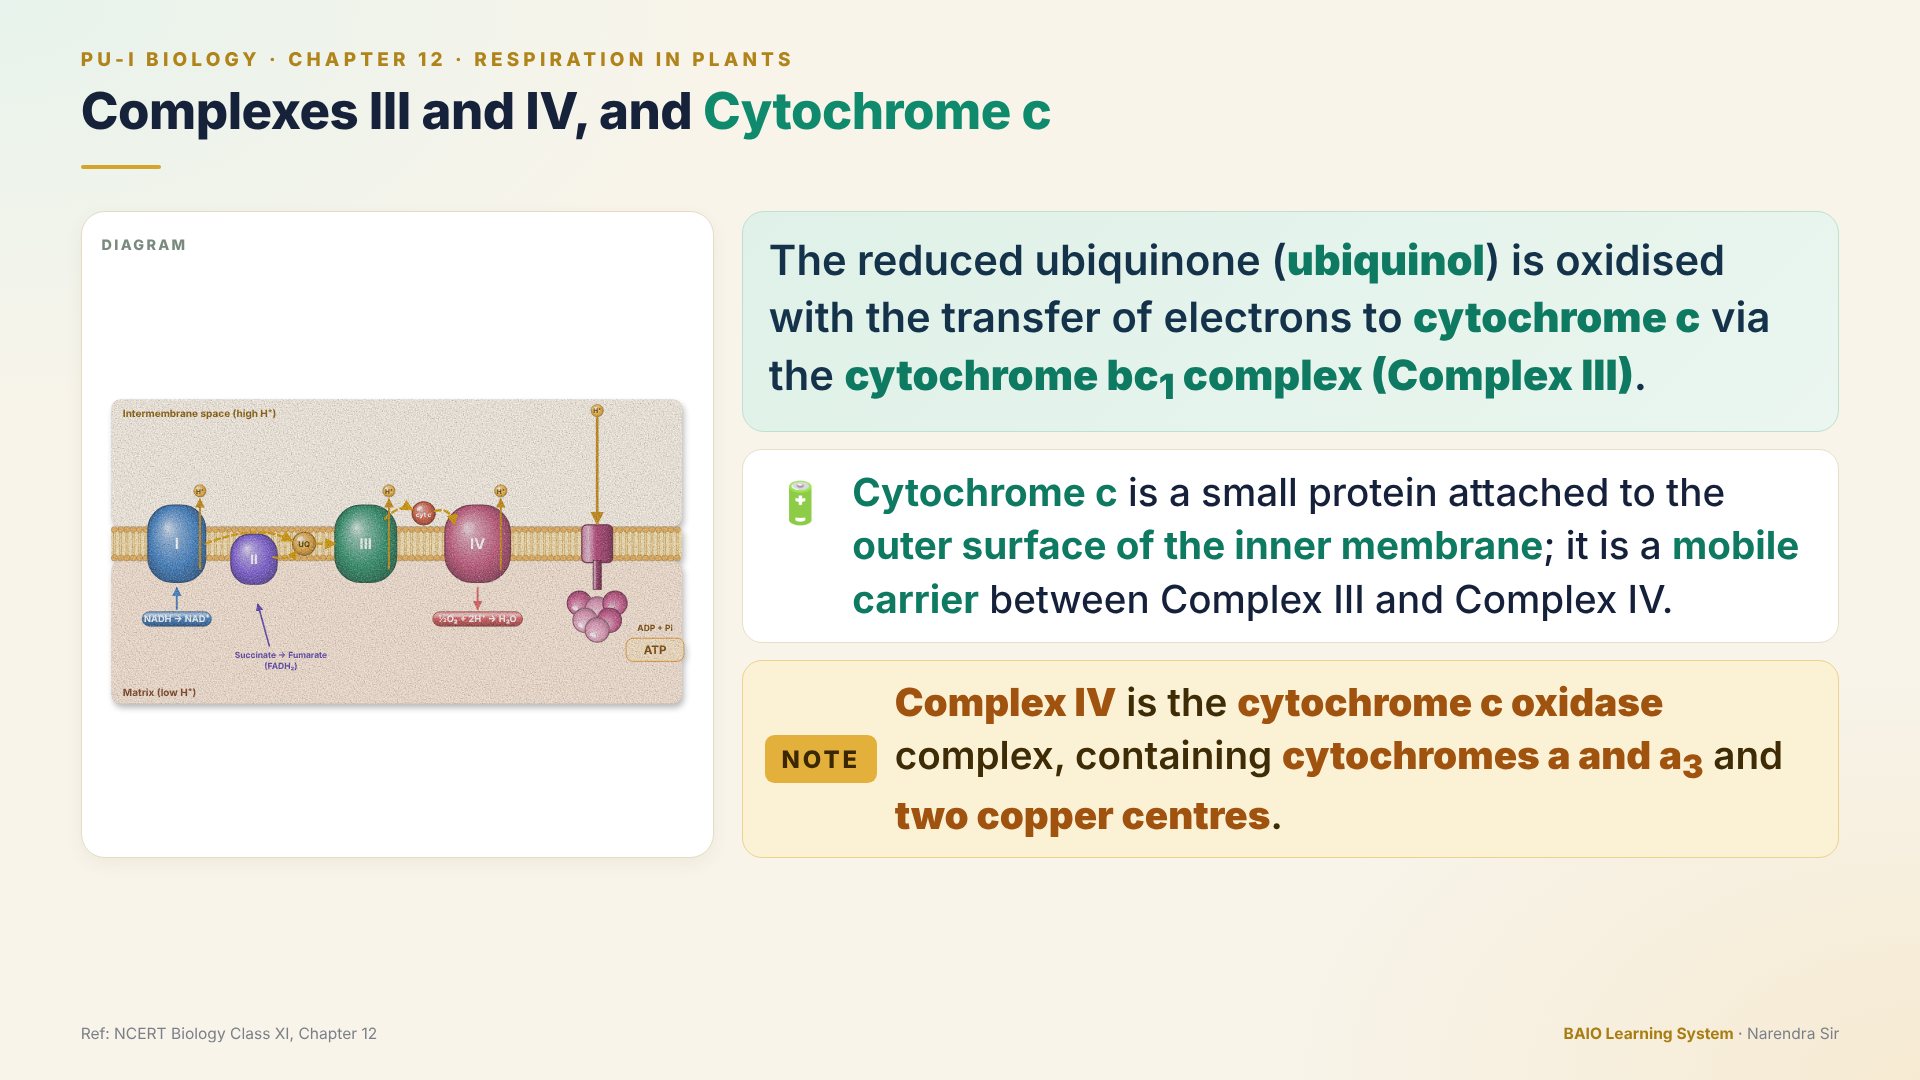 PU-I BIOLOGY · CHAPTER 12 · RESPIRATION IN PLANTS
Complexes III and IV, and Cytochrome c
DIAGRAM
Intermembrane space (high H⁺)
H⁺
H⁺
H⁺
H⁺
cyt c
I
II
UQ
III
IV
NADH → NAD⁺
½O₂ + 2H⁺ → H₂O
ADP + Pi
ATP
Succinate → Fumarate
(FADH₂)
Matrix (low H⁺)
The reduced ubiquinone (ubiquinol) is oxidised
with the transfer of electrons to cytochrome c via
the cytochrome bc₁ complex (Complex III).
Cytochrome c is a small protein attached to the
outer surface of the inner membrane; it is a mobile
carrier between Complex III and Complex IV.
NOTE
Complex IV is the cytochrome c oxidase
complex, containing cytochromes a and a₃ and
two copper centres.
Ref: NCERT Biology Class XI, Chapter 12
BAIO Learning System · Narendra Sir